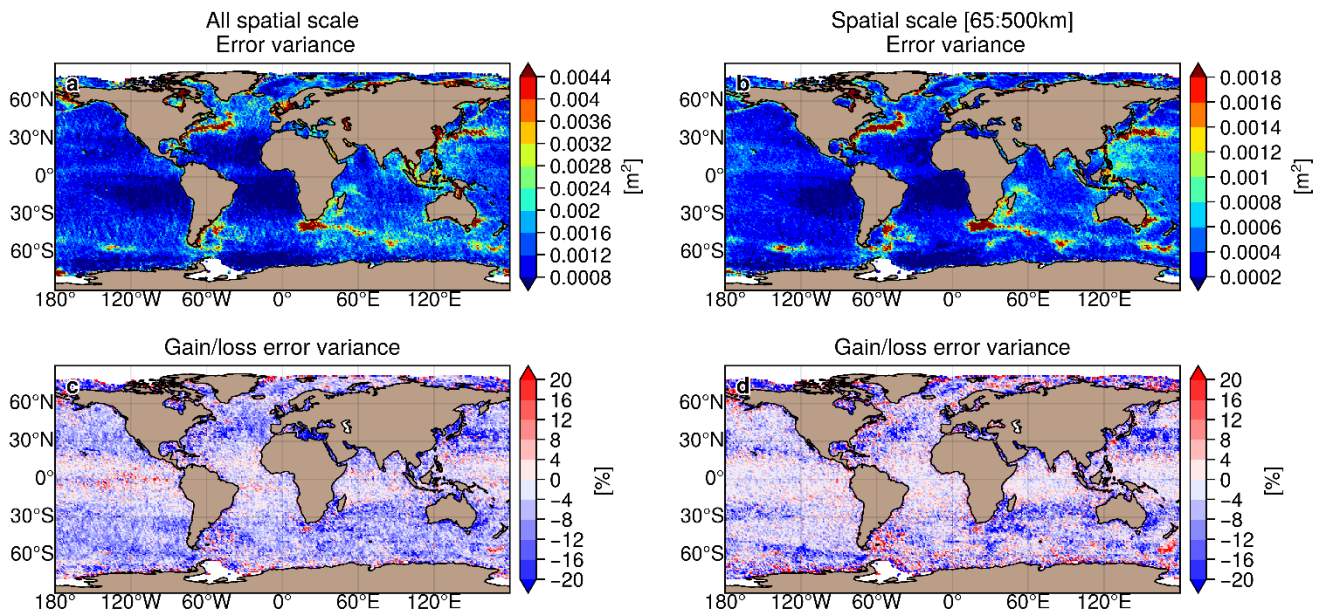 All spatial scale
Error variance
a
60°N
30°N
0°
30°S
60°S
180° 120°W 60°W 0° 60°E 120°E
0.0044
0.004
0.0036
0.0032
0.0028
0.0024
0.002
0.0016
0.0012
0.0008
[m²]
Spatial scale [65:500km]
Error variance
b
60°N
30°N
0°
30°S
60°S
180° 120°W 60°W 0° 60°E 120°E
0.0018
0.0016
0.0014
0.0012
0.001
0.0008
0.0006
0.0004
0.0002
[m²]
Gain/loss error variance
c
60°N
30°N
0°
30°S
60°S
180° 120°W 60°W 0° 60°E 120°E
20
16
12
8
4
0
−4
−8
−12
−16
−20
[%]
Gain/loss error variance
d
60°N
30°N
0°
30°S
60°S
180° 120°W 60°W 0° 60°E 120°E
20
16
12
8
4
0
−4
−8
−12
−16
−20
[%]